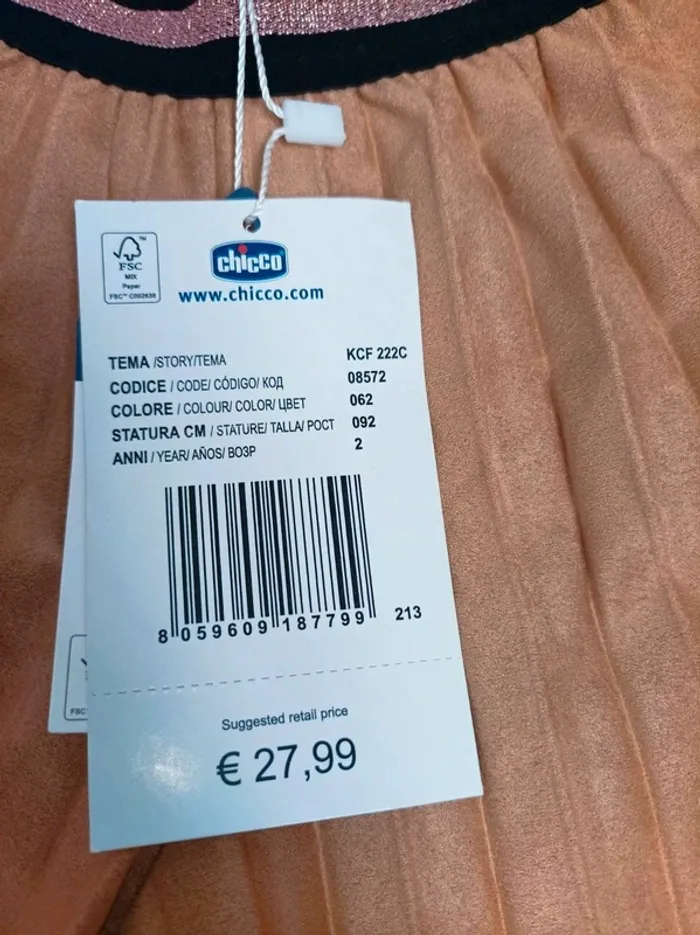 FSC
MIX
Paper
FSC™ C002638
chicco
www.chicco.com
TEMA /STORY/TEMA KCF 222C
CODICE / CODE/ CÓDIGO/ КОД 08572
COLORE / COLOUR/ COLOR/ ЦВЕТ 062
STATURA CM / STATURE/ TALLA/ РОСТ 092
ANNI / YEAR/ AÑOS/ ВОЗР 2
8 059609 187799 213
Suggested retail price
€ 27,99
FSC